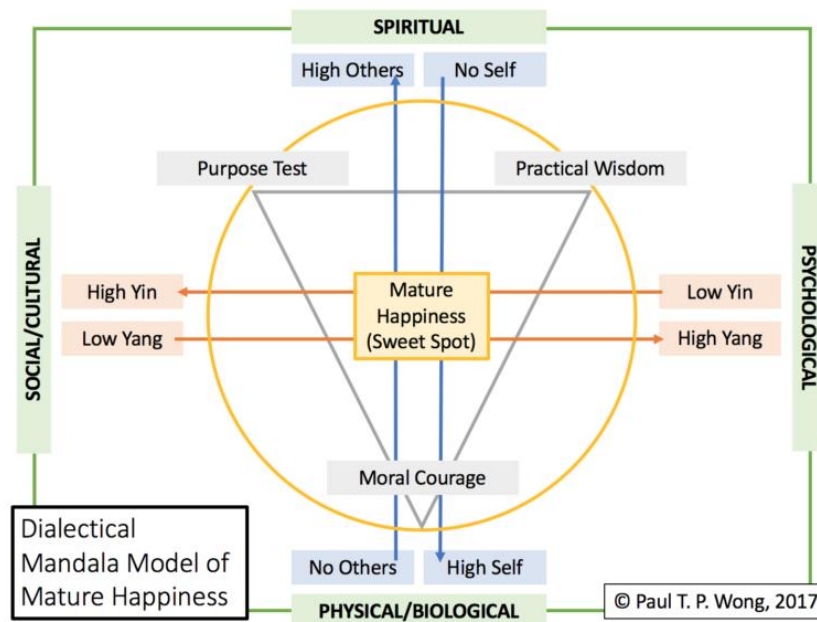 SPIRITUAL
High Others
No Self
Purpose Test
Practical Wisdom
SOCIAL/CULTURAL
PSYCHOLOGICAL
High Yin
Mature
Happiness
(Sweet Spot)
Low Yin
Low Yang
High Yang
Moral Courage
Dialectical
Mandala Model of
Mature Happiness
No Others
High Self
PHYSICAL/BIOLOGICAL
© Paul T. P. Wong, 2017